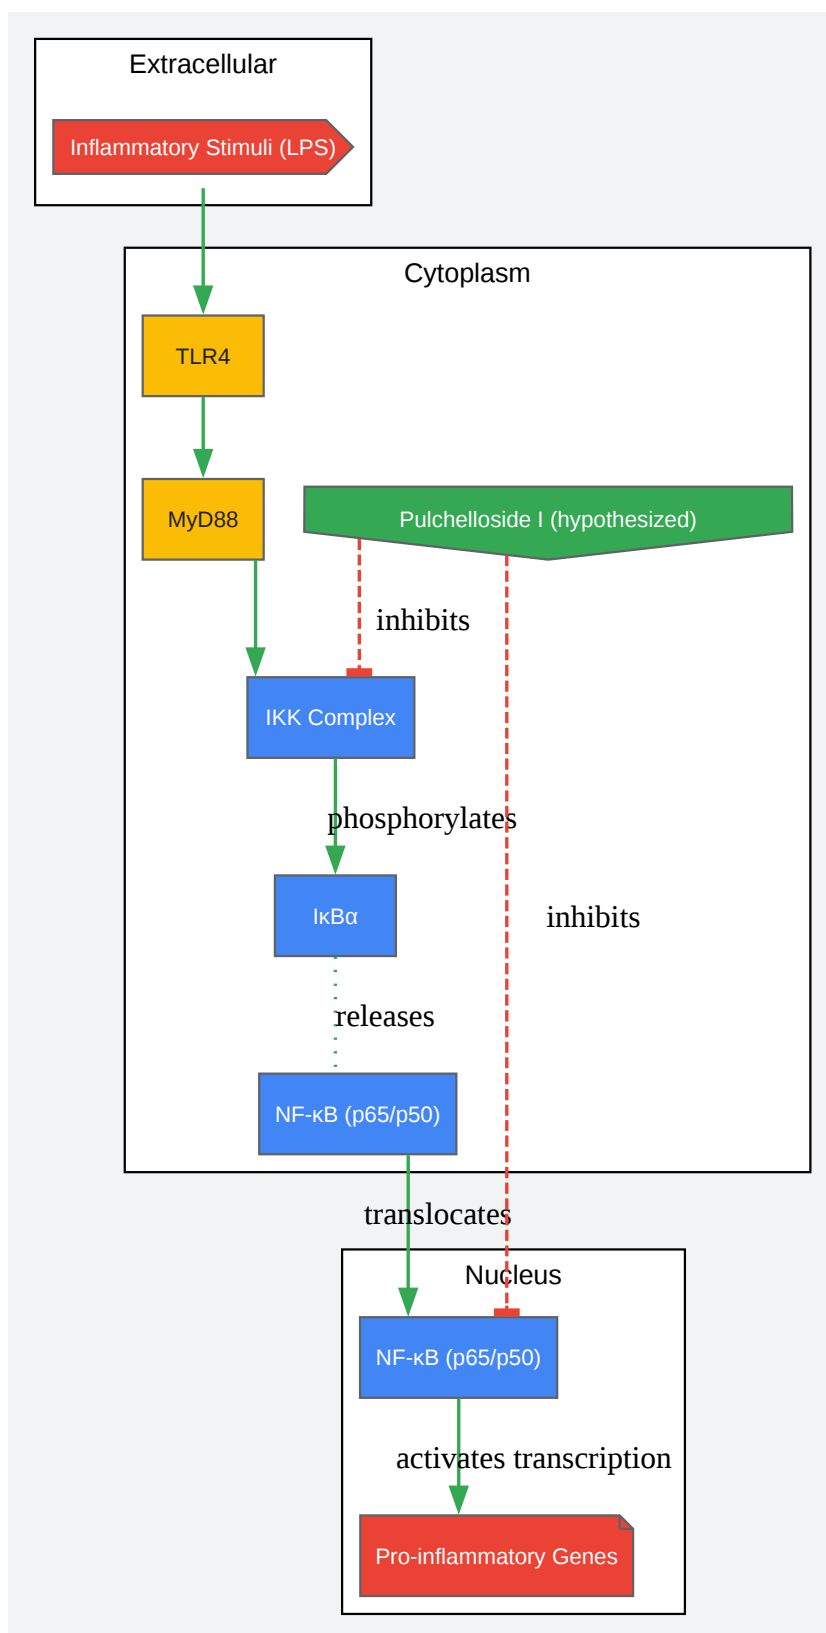 Extracellular
Inflammatory Stimuli (LPS)
Cytoplasm
TLR4
MyD88
Pulchelloside I (hypothesized)
inhibits
IKK Complex
phosphorylates
IκBα
inhibits
releases
NF-κB (p65/p50)
translocates
Nucleus
NF-κB (p65/p50)
activates transcription
Pro-inflammatory Genes